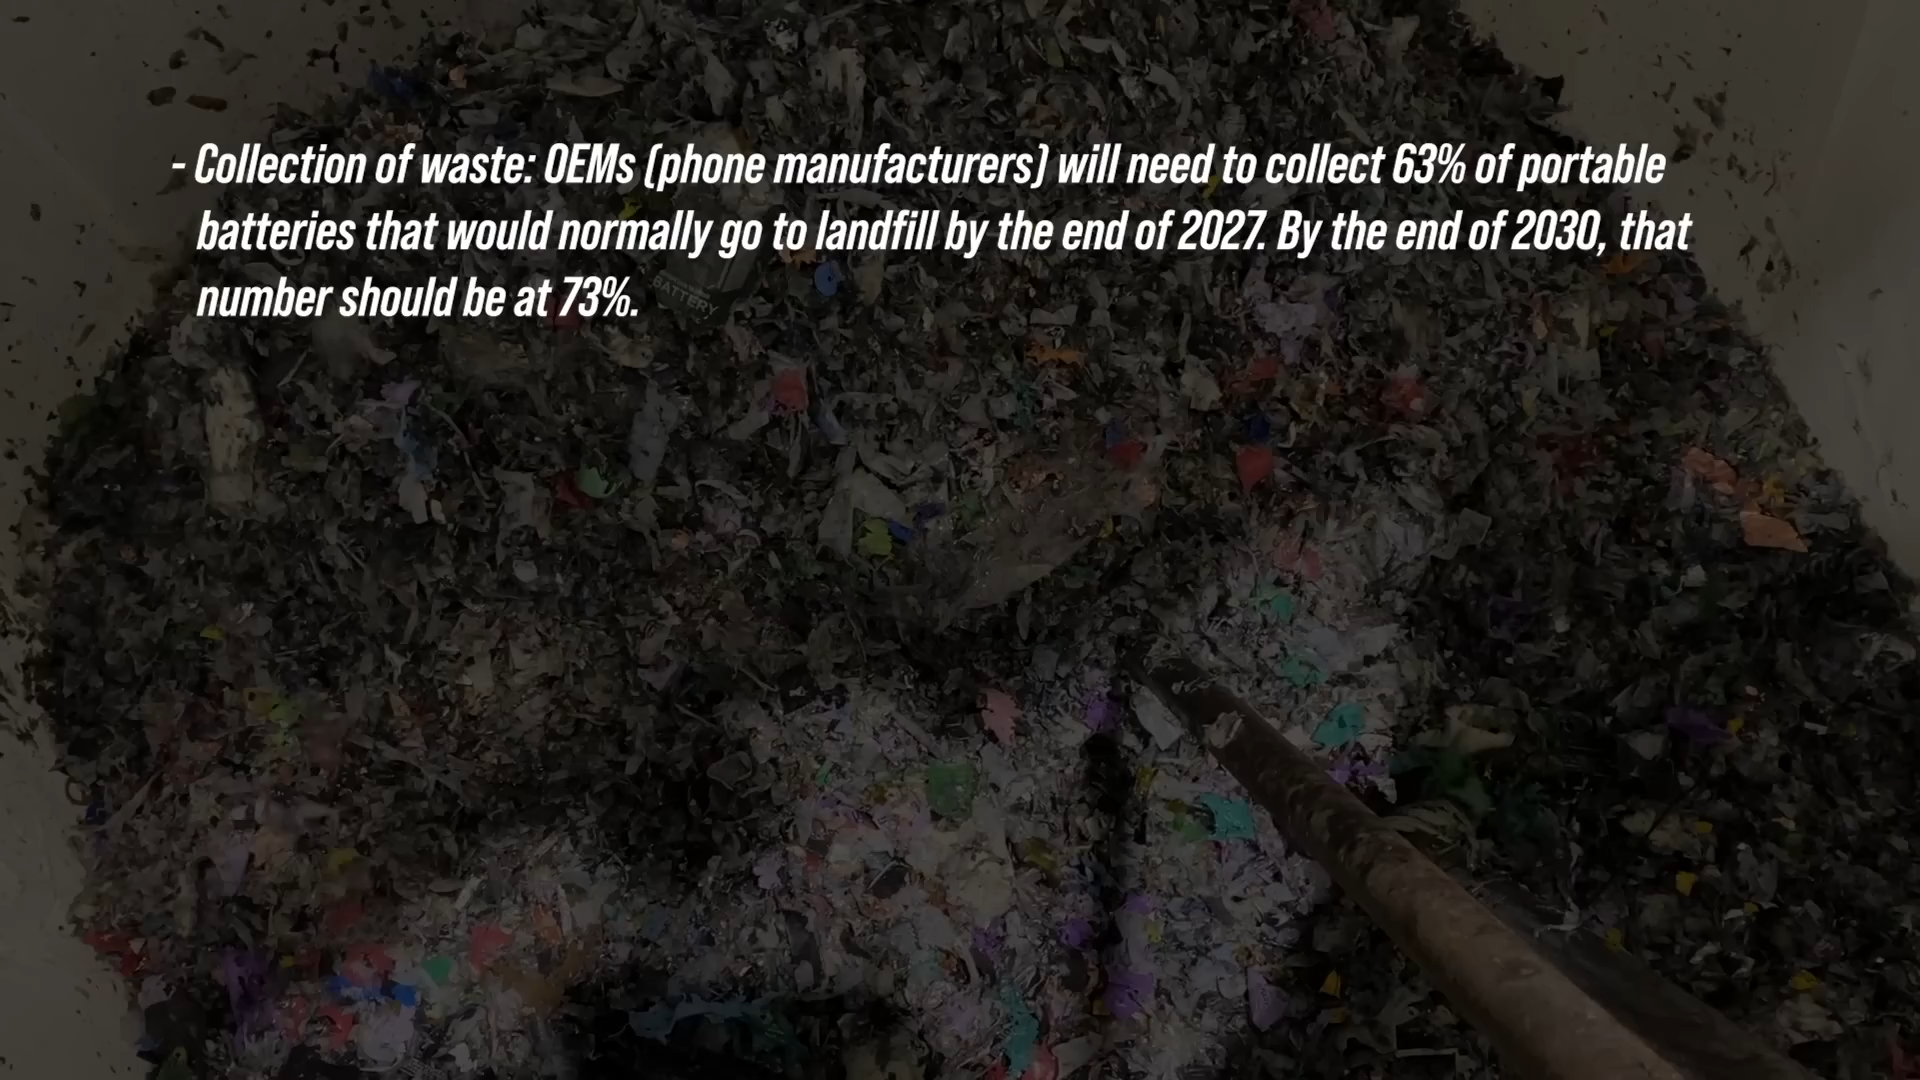 - Collection of waste: OEMs (phone manufacturers) will need to collect 63% of portable
batteries that would normally go to landfill by the end of 2027. By the end of 2030, that
number should be at 73%.
BATTERY